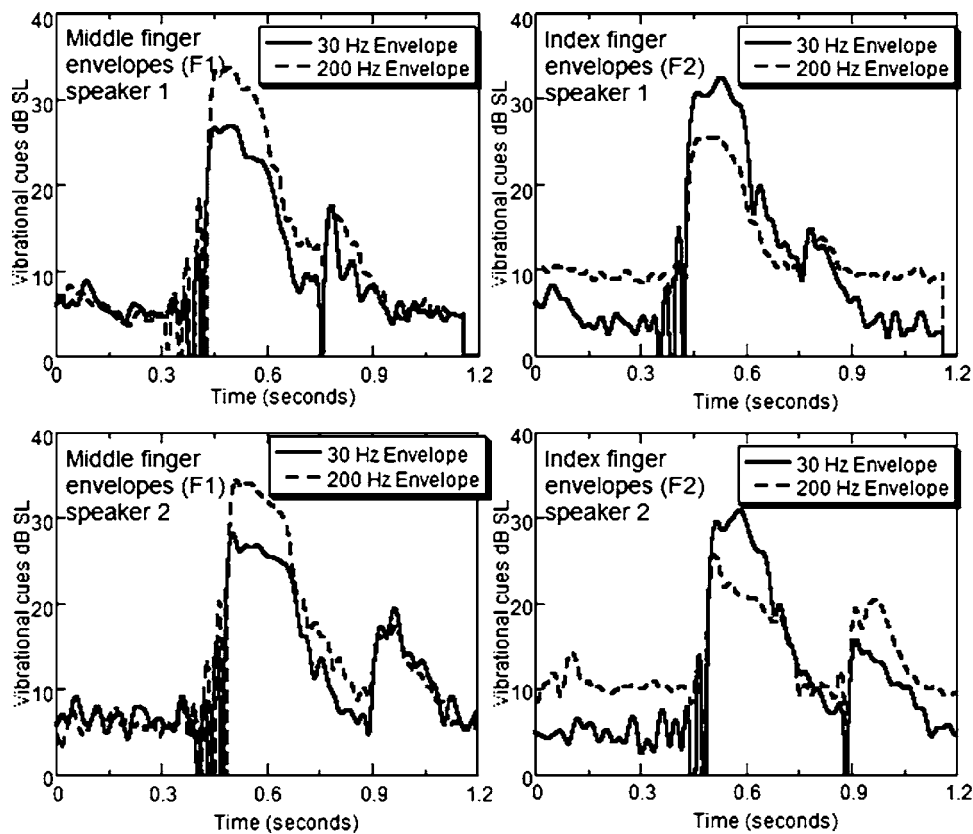 Middle finger
envelopes (F1)
speaker 1
30 Hz Envelope
200 Hz Envelope
Vibrational cues dB SL
40
30
20
10
0
0 0.3 0.6 0.9 1.2
Time (seconds)
Index finger
envelopes (F2)
speaker 1
30 Hz Envelope
200 Hz Envelope
Vibrational cues dB SL
40
30
20
10
0
0 0.3 0.6 0.9 1.2
Time (seconds)
Middle finger
envelopes (F1)
speaker 2
30 Hz Envelope
200 Hz Envelope
Vibrational cues dB SL
40
30
20
10
0
0 0.3 0.6 0.9 1.2
Time (seconds)
Index finger
envelopes (F2)
speaker 2
30 Hz Envelope
200 Hz Envelope
Vibrational cues dB SL
40
30
20
10
0
0 0.3 0.6 0.9 1.2
Time (seconds)